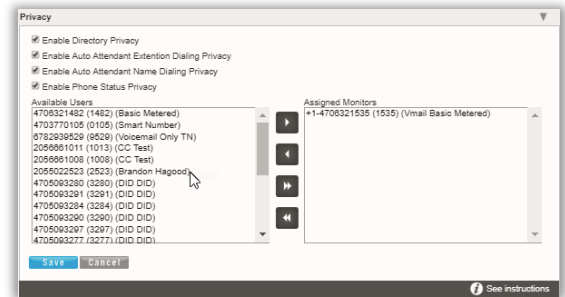 Privacy
Enable Directory Privacy
Enable Auto Attendant Extention Dialing Privacy
Enable Auto Attendant Name Dialing Privacy
Enable Phone Status Privacy
Available Users
4706321482 (1482) (Basic Metered)
4703770105 (0105) (Smart Number)
6782939529 (9529) (Voicemail Only TN)
2056661011 (1013) (CC Test)
2056661008 (1008) (CC Test)
2055022523 (2523) (Brandon Hagood)
4705093280 (3280) (DID DID)
4705093291 (3291) (DID DID)
4705093284 (3284) (DID DID)
4705093290 (3290) (DID DID)
4705093297 (3297) (DID DID)
4705093277 (3277) (DID DID)
Assigned Monitors
+1-4706321535 (1535) (Vmail Basic Metered)
Save Cancel
See instructions